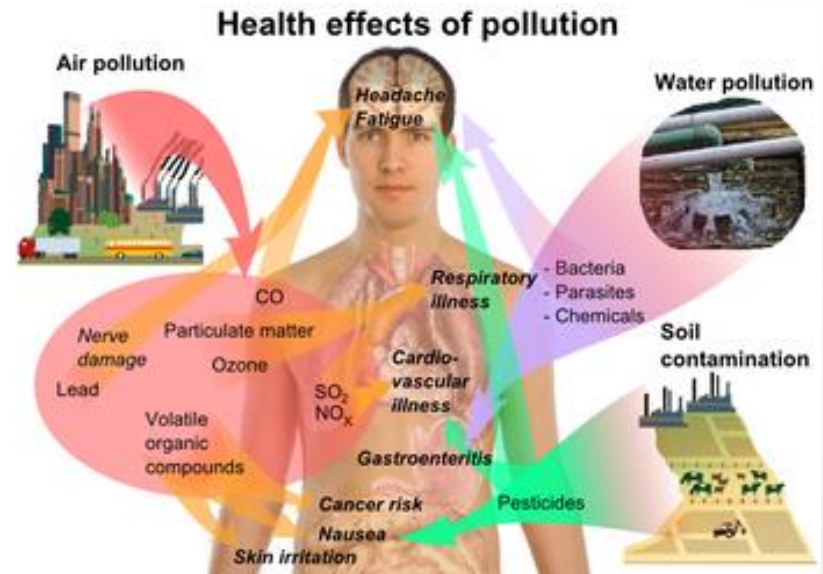 Health effects of pollution
Air pollution
Water pollution
Headache
Fatigue
CO
Particulate matter
Nerve
damage
Ozone
Lead
SO₂
NOₓ
Volatile
organic
compounds
Respiratory
illness
Cardio-
vascular
illness
Gastroenteritis
Cancer risk
Nausea
Skin irritation
- Bacteria
- Parasites
- Chemicals
Soil
contamination
Pesticides